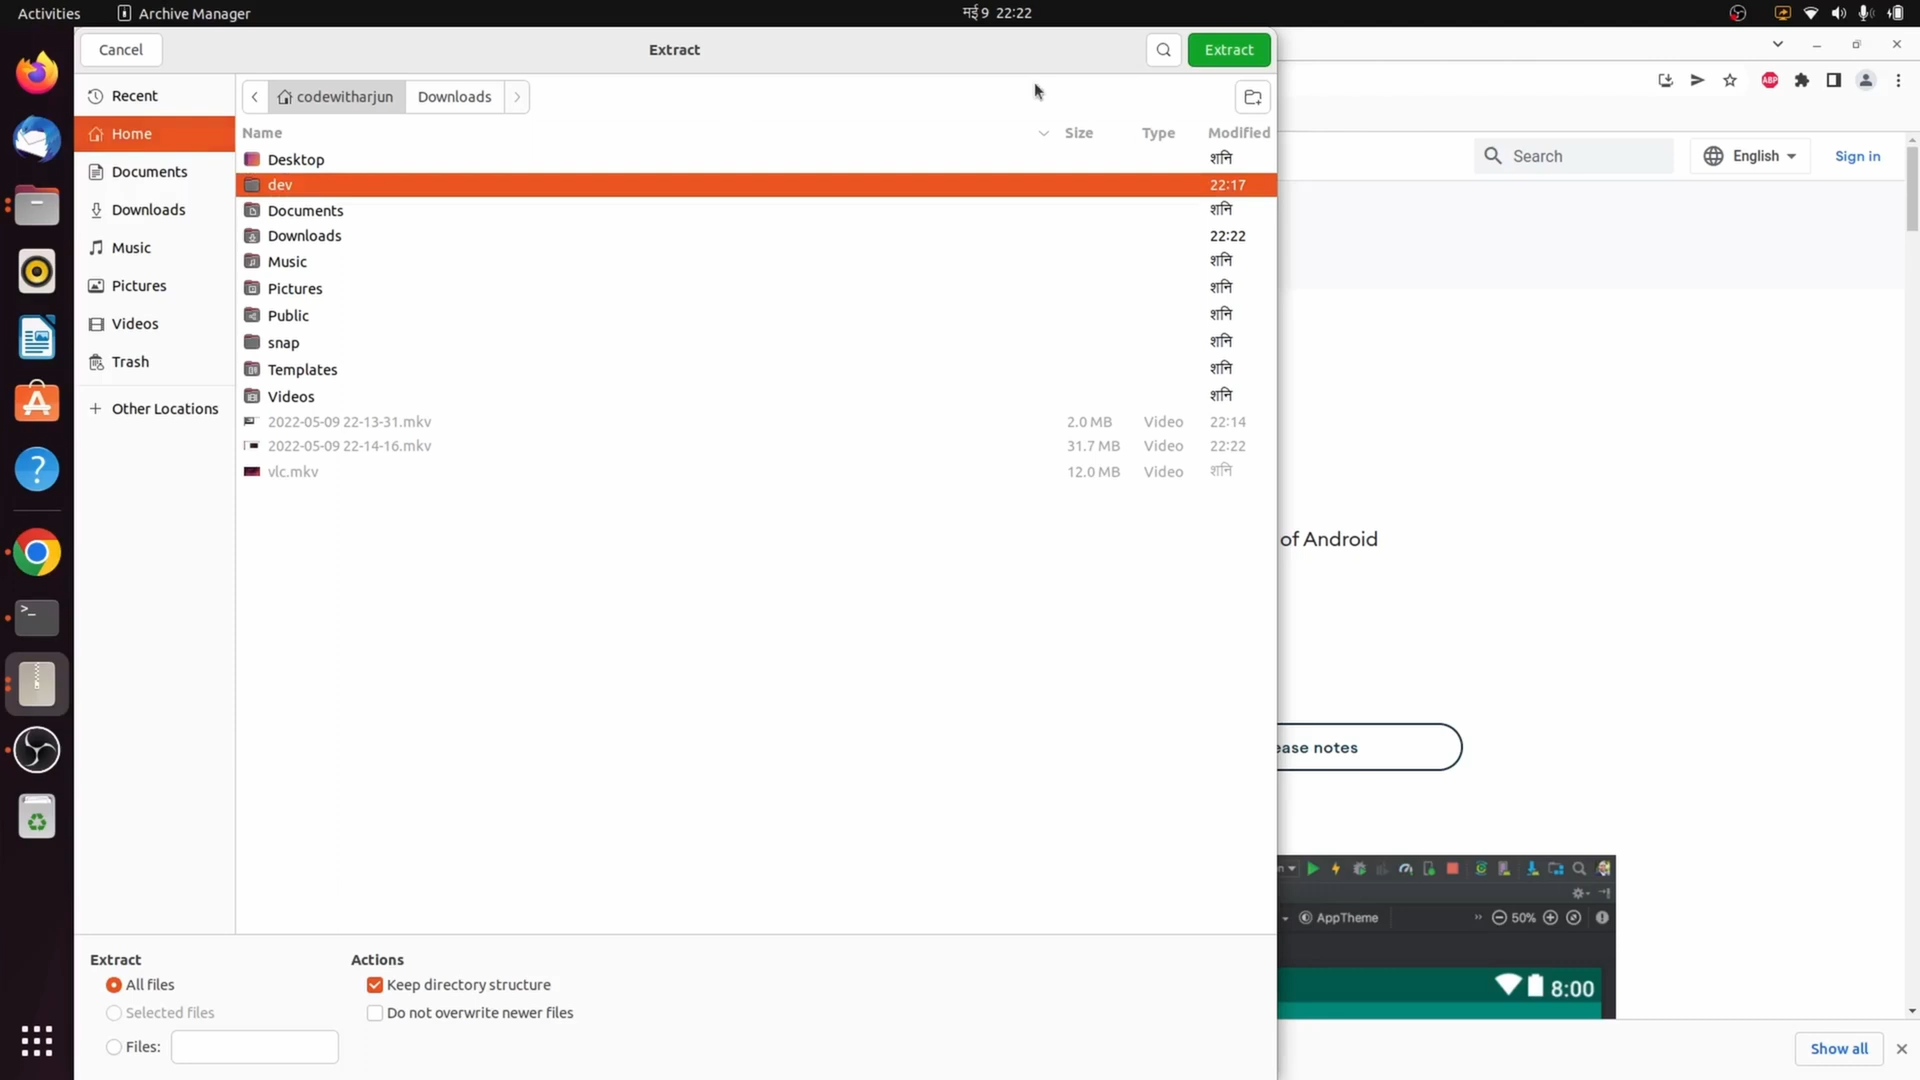 Activities Archive Manager मई 9 22:22
Cancel Extract Extract
codewitharjun Downloads
Recent
Home
Documents
Downloads
Music
Pictures
Videos
Trash
Other Locations
Name Size Type Modified
Desktop शनि
dev 22:17
Documents शनि
Downloads 22:22
Music शनि
Pictures शनि
Public शनि
snap शनि
Templates शनि
Videos शनि
2022-05-09 22-13-31.mkv 2.0 MB Video 22:14
2022-05-09 22-14-16.mkv 31.7 MB Video 22:22
vlc.mkv 12.0 MB Video शनि
Extract
All files
Selected files
Files:
Actions
Keep directory structure
Do not overwrite newer files
ABP
Search English Sign in
of Android
ease notes
n
AppTheme 50%
8:00
Show all